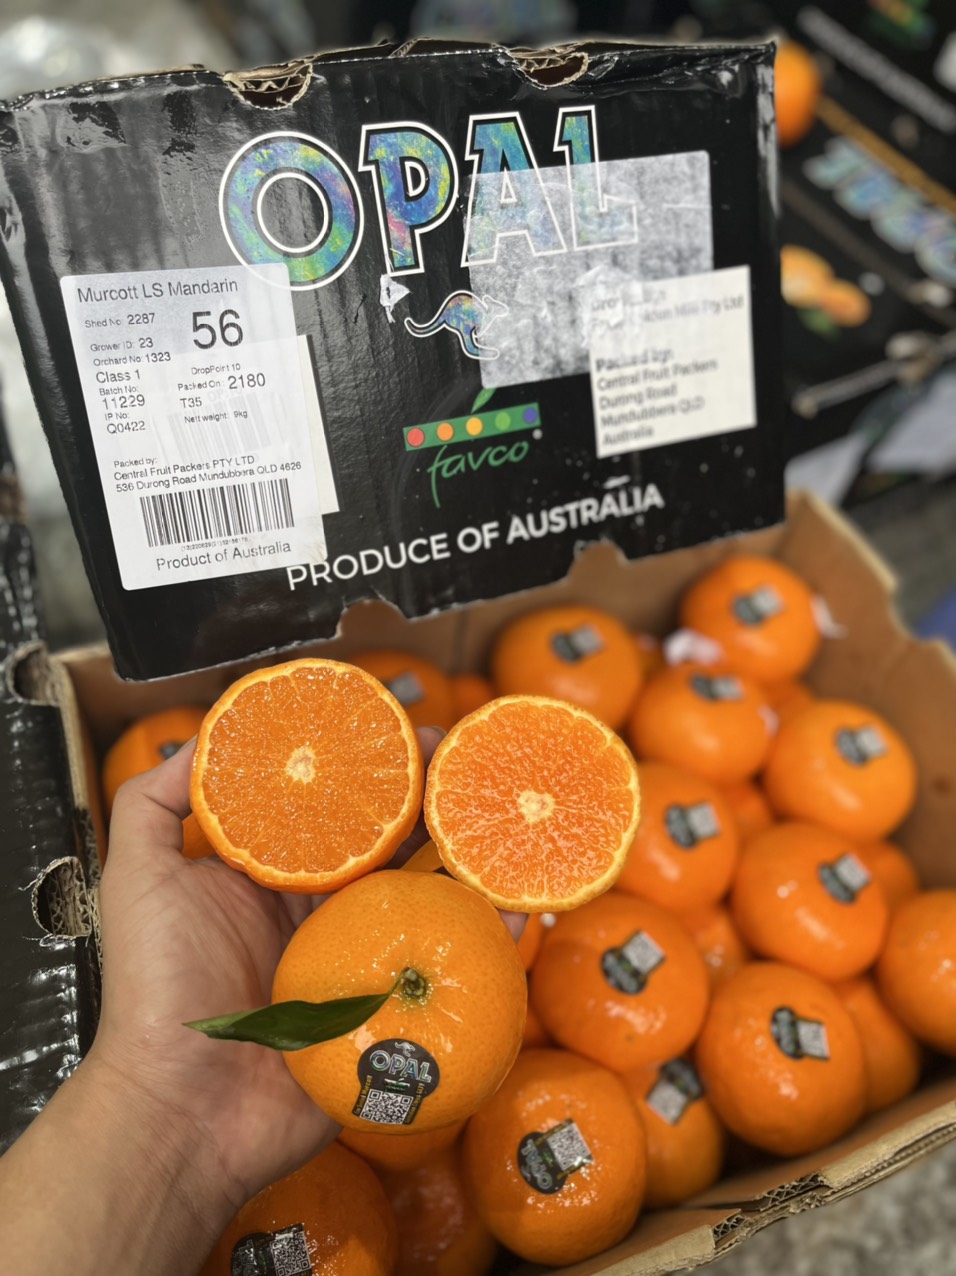 OPAL
Murcott LS Mandarin
Shed No: 2287
56
Grower ID: 23
Orchard No: 1323
Class 1
DropPoint 10
Batch No:
Packed On: 2180
11229
T35
IP No:
Nett weight: 9kg
Q0422
Packed by:
Central Fruit Packers PTY LTD
536 Durong Road Mundubbera QLD 4626
Product of Australia
Pty Ltd
Packed by:
Central Fruit Packers
Durong Road
Mundubbera QLD
Australia
favco
PRODUCE OF AUSTRALIA
OPAL